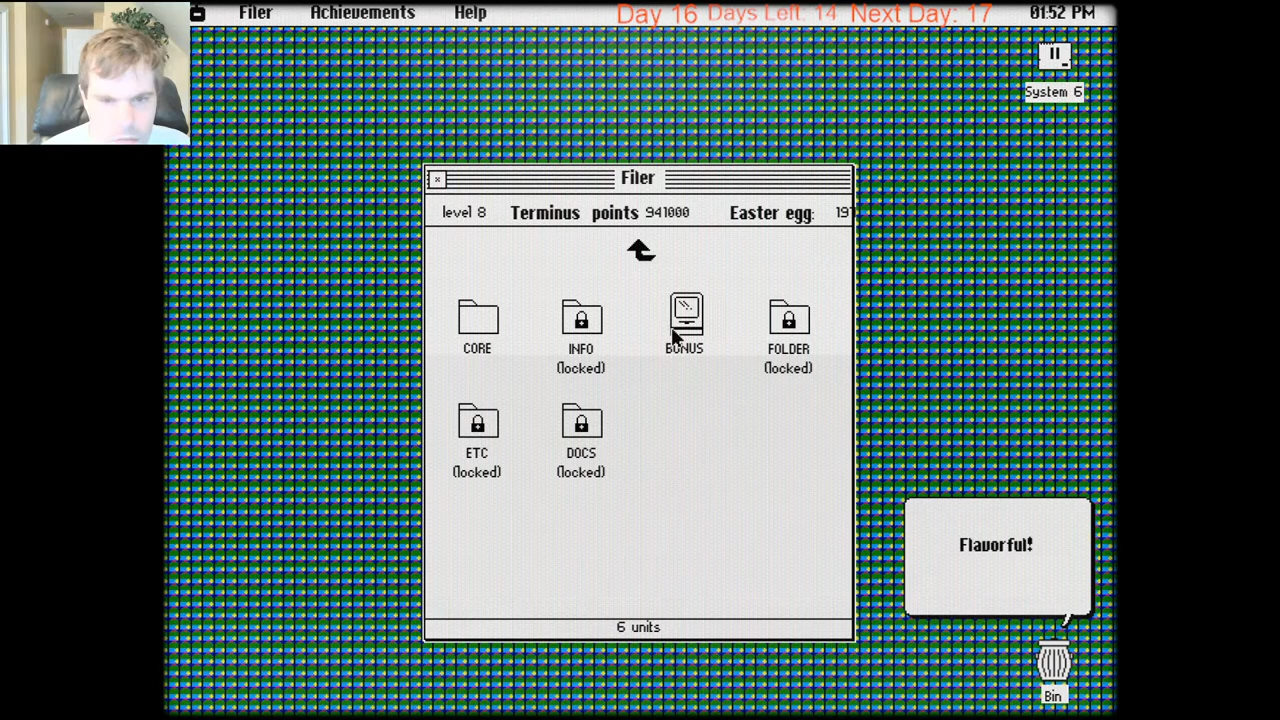 Filer Achievements Help Day 16 Days Left: 14 Next Day: 17 01:52 PM
System 6
Filer
level 8 Terminus points 941000 Easter egg:
CORE INFO BONUS FOLDER
(locked) (locked)
ETC DOCS
(locked) (locked)
Flavorful!
6 units
Bin